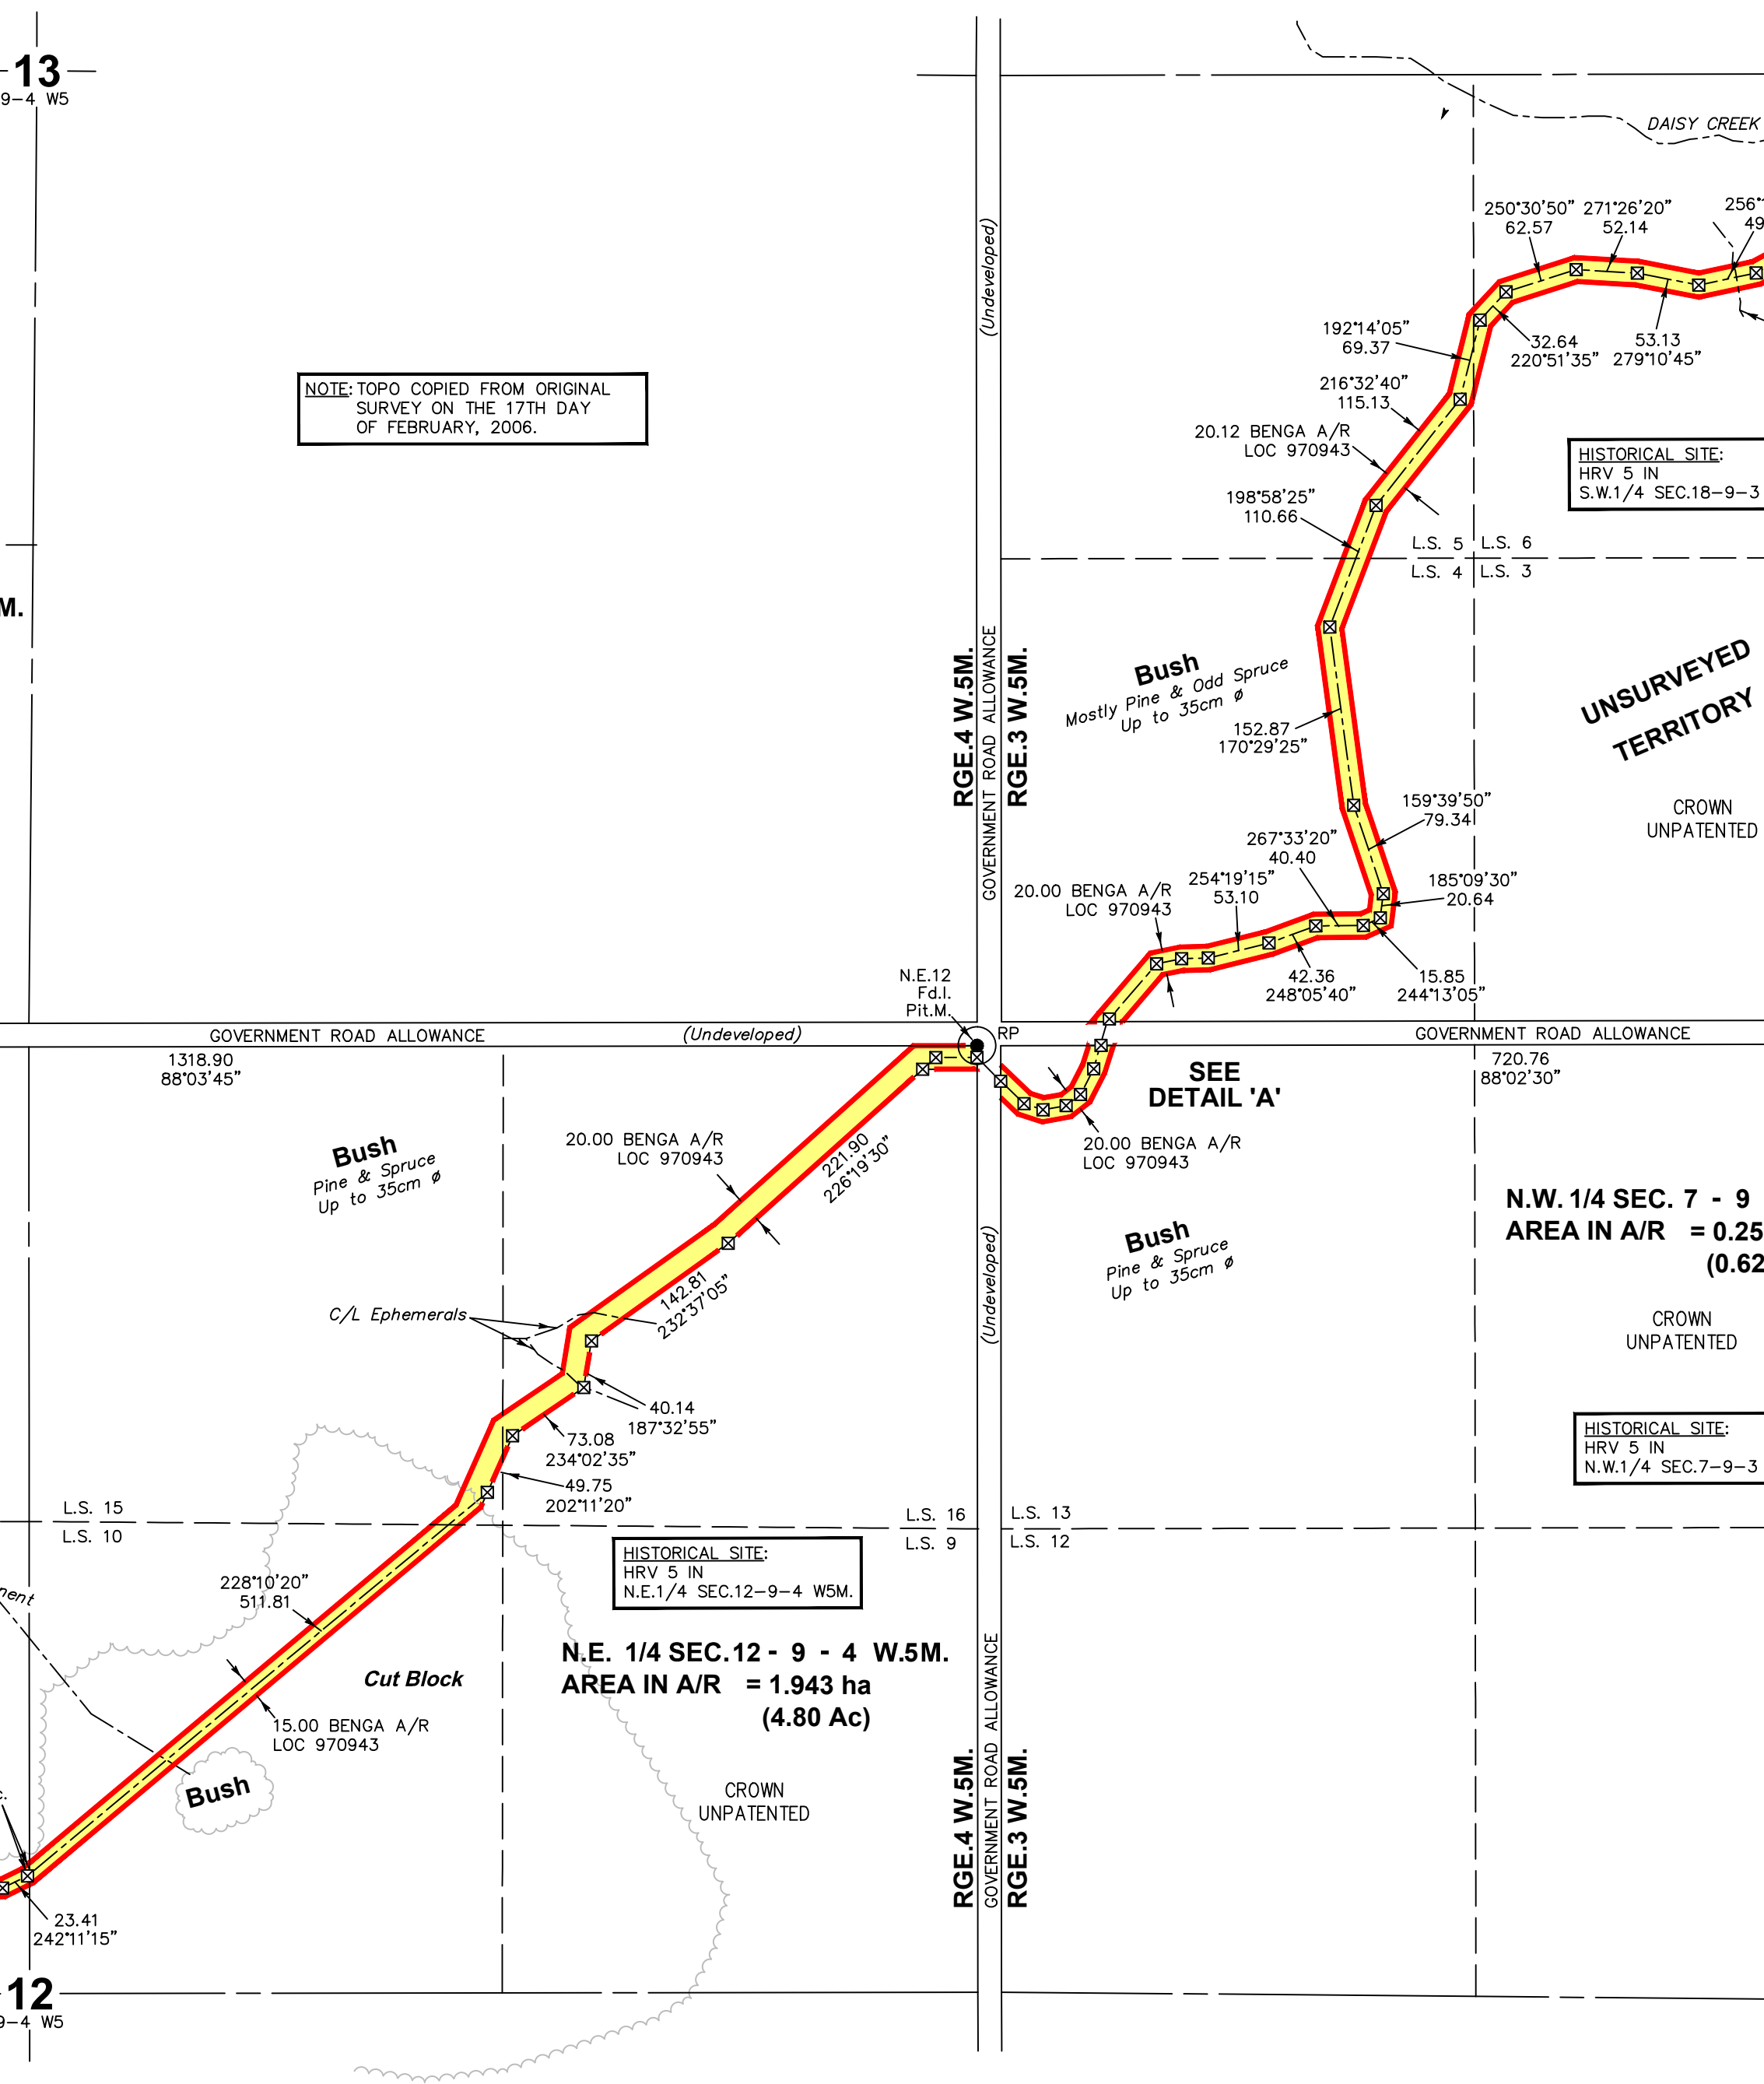 13
9-4 W5
DAISY CREEK
250°30'50"
62.57
271°26'20"
52.14
256°
49
(Undeveloped)
192°14'05"
69.37
32.64
220°51'35"
53.13
279°10'45"
216°32'40"
115.13
NOTE: TOPO COPIED FROM ORIGINAL
SURVEY ON THE 17TH DAY
OF FEBRUARY, 2006.
20.12 BENGA A/R
LOC 970943
HISTORICAL SITE:
HRV 5 IN
S.W.1/4 SEC.18-9-3
198°58'25"
110.66
L.S. 5
L.S. 6
L.S. 4
L.S. 3
M.
RGE.4 W.5M.
GOVERNMENT ROAD ALLOWANCE
RGE.3 W.5M.
Bush
Mostly Pine & Odd Spruce
Up to 35cm ø
UNSURVEYED
TERRITORY
152.87
170°29'25"
CROWN
UNPATENTED
159°39'50"
79.34
267°33'20"
40.40
254°19'15"
53.10
185°09'30"
20.64
20.00 BENGA A/R
LOC 970943
42.36
248°05'40"
15.85
244°13'05"
N.E.12
Fd.I.
Pit.M.
RP
GOVERNMENT ROAD ALLOWANCE
(Undeveloped)
GOVERNMENT ROAD ALLOWANCE
1318.90
88°03'45"
720.76
88°02'30"
SEE
DETAIL 'A'
20.00 BENGA A/R
LOC 970943
20.00 BENGA A/R
LOC 970943
221.90
226°19'30"
Bush
Pine & Spruce
Up to 35cm ø
N.W. 1/4 SEC. 7 - 9
AREA IN A/R = 0.25
(0.62
Bush
Pine & Spruce
Up to 35cm ø
(Undeveloped)
142.81
232°37'05"
C/L Ephemerals
CROWN
UNPATENTED
40.14
187°32'55"
73.08
234°02'35"
49.75
202°11'20"
HISTORICAL SITE:
HRV 5 IN
N.W.1/4 SEC.7-9-3
L.S. 15
L.S. 10
L.S. 16
L.S. 9
L.S. 13
L.S. 12
HISTORICAL SITE:
HRV 5 IN
N.E.1/4 SEC.12-9-4 W5M.
228°10'20"
511.81
nent
N.E. 1/4 SEC.12 - 9 - 4 W.5M.
AREA IN A/R = 1.943 ha
(4.80 Ac)
Cut Block
15.00 BENGA A/R
LOC 970943
Bush
CROWN
UNPATENTED
RGE.4 W.5M.
GOVERNMENT ROAD ALLOWANCE
RGE.3 W.5M.
c.
23.41
242°11'15"
12
9-4 W5